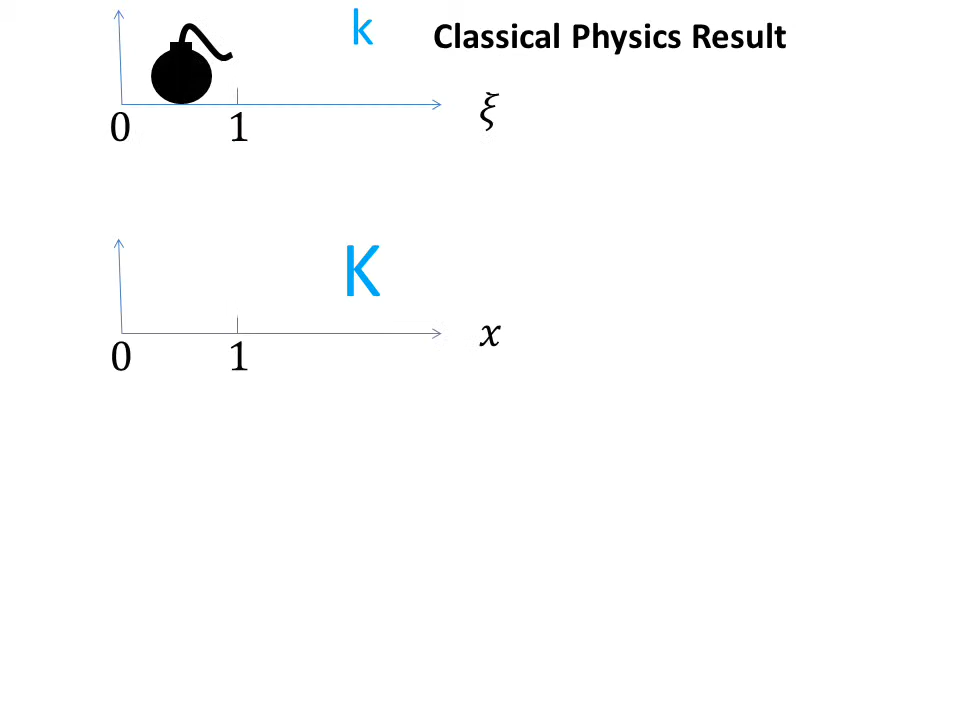 k Classical Physics Result
ξ
0 1
K
x
0 1